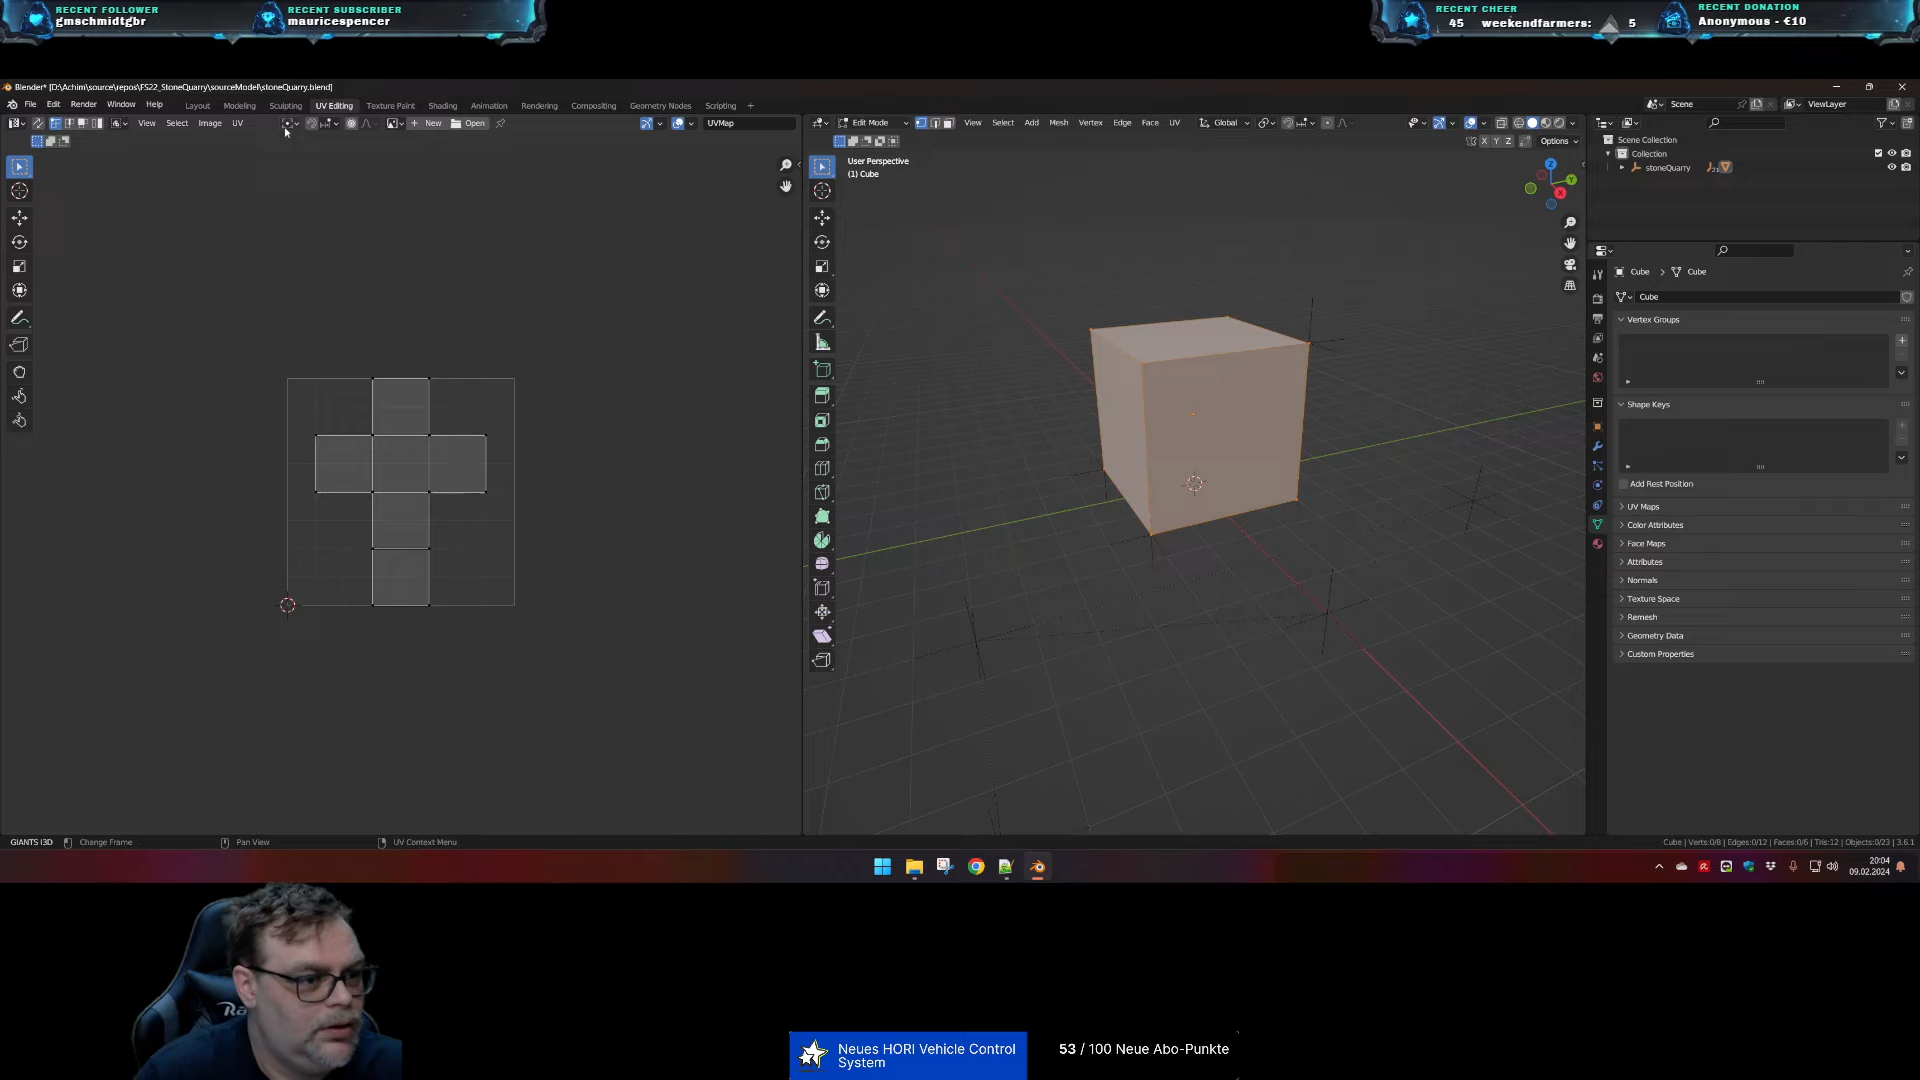 RECENT FOLLOWER
gmschmidtgbr
RECENT SUBSCRIBER
mauricespencer
RECENT CHEER
45 weekendfarmers: 5
RECENT DONATION
Anonymous - €10
Blender* [D:\Achim\source\repos\FS22_StoneQuarry\sourceModel\stoneQuarry.blend]
File Edit Render Window Help
Layout Modeling Sculpting UV Editing Texture Paint Shading Animation Rendering Compositing Geometry Nodes Scripting +
Scene
ViewLayer
View Select Image UV
New Open
UVMap
Edit Mode
View Select Add Mesh Vertex Edge Face UV
Global
X Y Z
Options
User Perspective
(1) Cube
Z
Y
X
Scene Collection
Collection
stoneQuarry
Cube > Cube
Cube
Vertex Groups
Shape Keys
Add Rest Position
UV Maps
Color Attributes
Face Maps
Attributes
Normals
Texture Space
Remesh
Geometry Data
Custom Properties
GIANTS I3D Change Frame Pan View UV Context Menu
Cube | Verts:0/8 | Edges:0/12 | Faces:0/6 | Tris:12 | Objects:0/23 | 3.6.1
20:04
09.02.2024
Neues HORI Vehicle Control
System
53 / 100 Neue Abo-Punkte